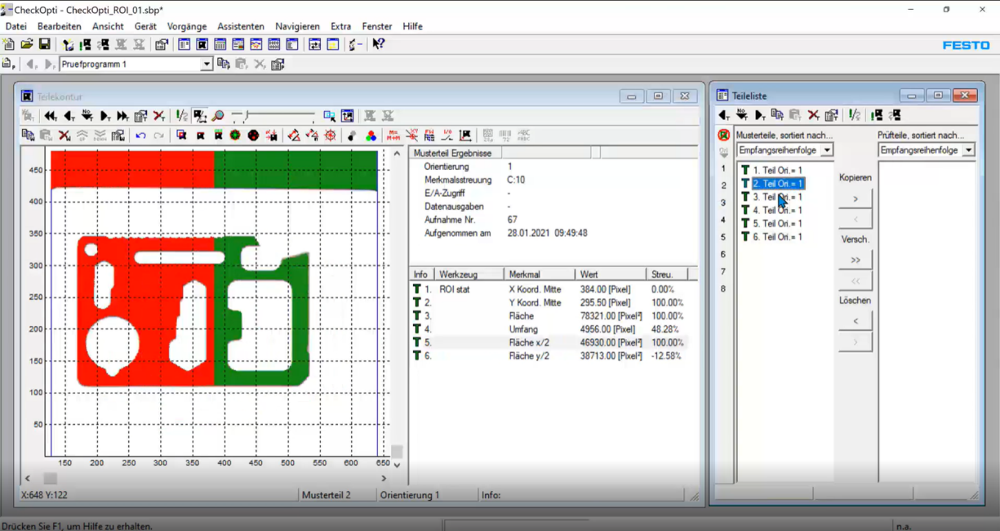 CheckOpti - CheckOpti_ROI_01.sbp*
Datei Bearbeiten Ansicht Gerät Vorgänge Assistenten Navigieren Extra Fenster Hilfe
FESTO
Pruefprogramm 1
Teilekontur
450
400
350
300
250
200
150
100
50
150 200 250 300 350 400 450 500 550 600 650
X:648 Y:122 Musterteil 2 Orientierung 1 Info:
Musterteil Ergebnisse
Orientierung 1
Merkmalsstreuung C:10
E/A-Zugriff -
Datenausgaben -
Aufnahme Nr. 67
Aufgenommen am 28.01.2021 09:49:48
Info Werkzeug Merkmal Wert Streu.
1. ROI stat X Koord. Mitte 384.00 [Pixel] 0.00%
2. Y Koord. Mitte 295.50 [Pixel] 100.00%
3. Fläche 78321.00 [Pixel²] 100.00%
4. Umfang 4956.00 [Pixel] 48.28%
5. Fläche x/2 46930.00 [Pixel²] 100.00%
6. Fläche y/2 38713.00 [Pixel²] -12.58%
Teileliste
Musterteile, sortiert nach... Prüfteile, sortiert nach...
Ori Empfangsreihenfolge Empfangsreihenfolge
1
2
3
4
5
6
7
8
1. Teil Ori.= 1
2. Teil Ori.= 1
3. Teil Ori.= 1
4. Teil Ori.= 1
5. Teil Ori.= 1
6. Teil Ori.= 1
Kopieren
>
<
Versch.
>>
<<
Löschen
<
>
Drücken Sie F1, um Hilfe zu erhalten. n.a.